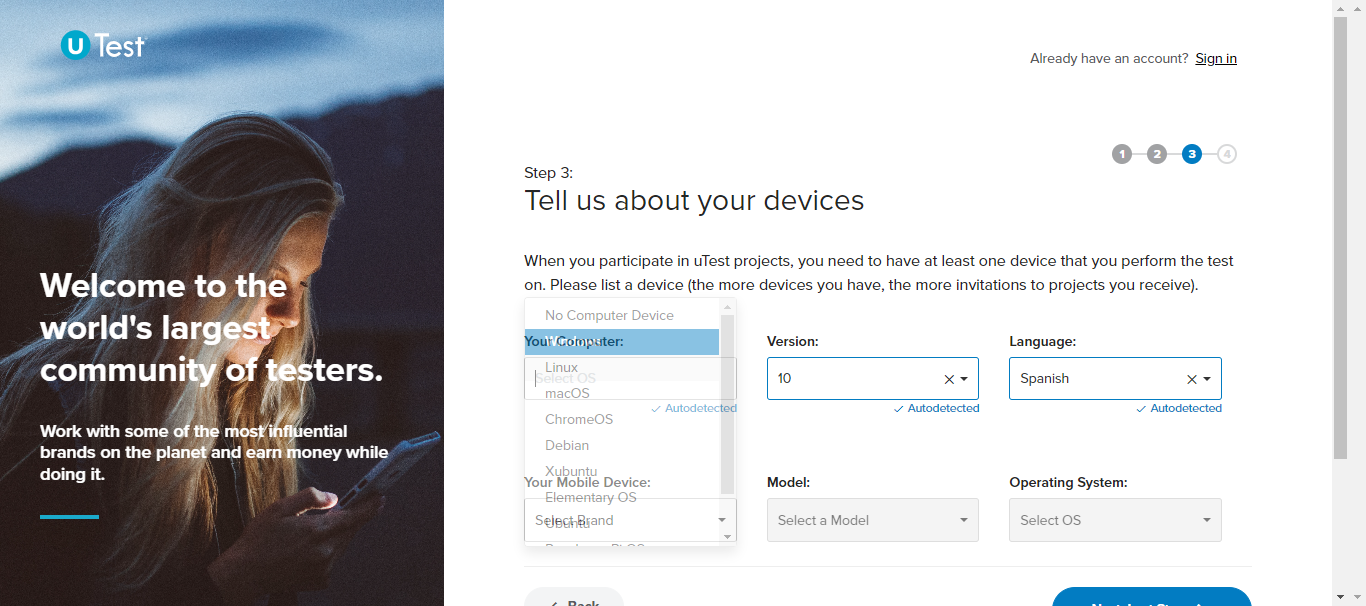 uTest
Already have an account? Sign in
1 2 3 4
Step 3:
Tell us about your devices
When you participate in uTest projects, you need to have at least one device that you perform the test
on. Please list a device (the more devices you have, the more invitations to projects you receive).
Welcome to the
world's largest
community of testers.
Work with some of the most influential
brands on the planet and earn money while
doing it.
No Computer Device
Your Computer:
Windows
Version:
Language:
Linux
Select OS
10
Spanish
macOS
Autodetected
Autodetected
Autodetected
ChromeOS
Debian
Xubuntu
Your Mobile Device:
Model:
Operating System:
Elementary OS
Select Brand
Ubuntu
Select a Model
Select OS
Back